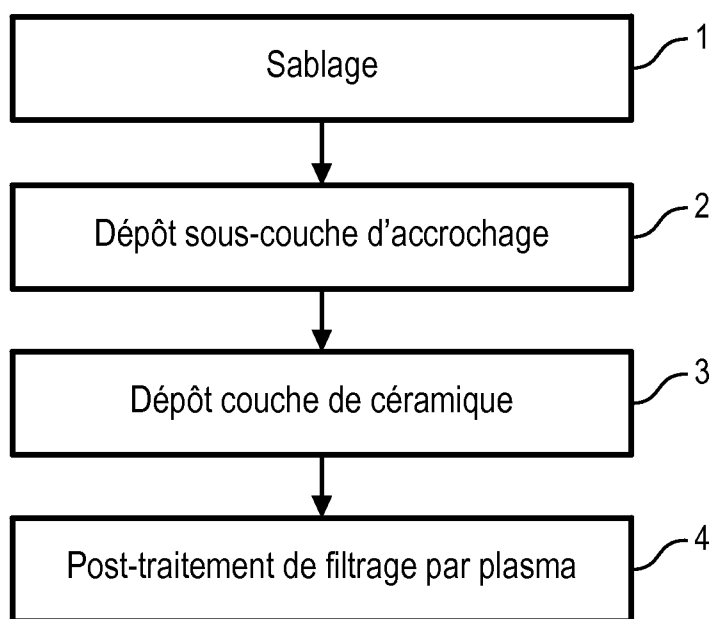 Sablage
1
Dépôt sous-couche d'accrochage
2
Dépôt couche de céramique
3
Post-traitement de filtrage par plasma
4